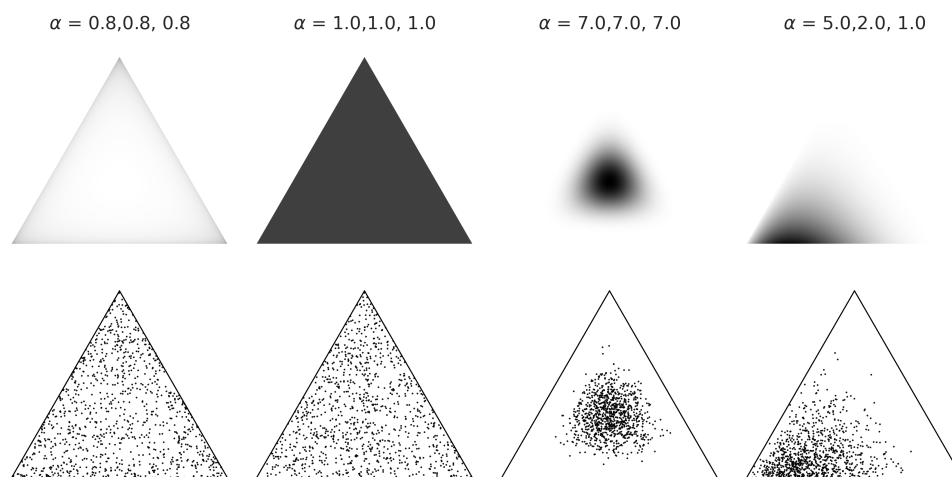 α = 0.8,0.8, 0.8
α = 1.0,1.0, 1.0
α = 7.0,7.0, 7.0
α = 5.0,2.0, 1.0